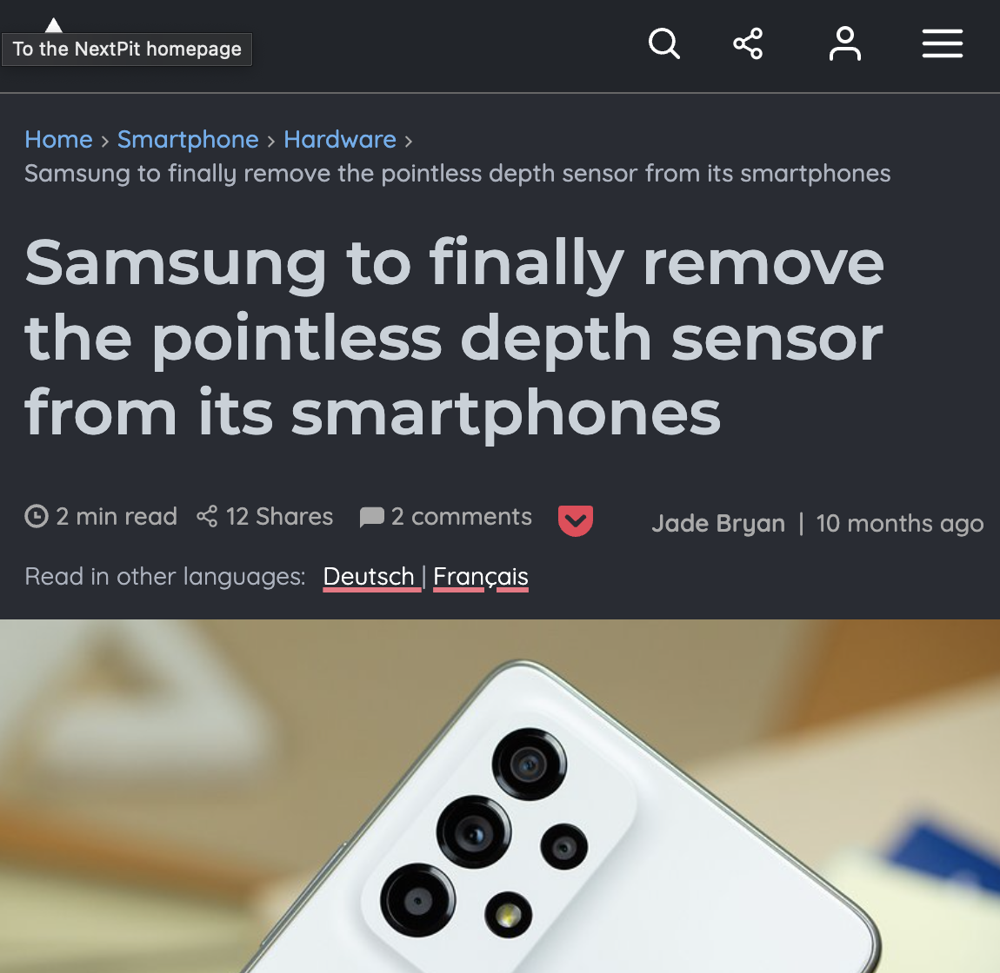 To the NextPit homepage
Home › Smartphone › Hardware ›
Samsung to finally remove the pointless depth sensor from its smartphones
Samsung to finally remove
the pointless depth sensor
from its smartphones
2 min read 12 Shares 2 comments Jade Bryan | 10 months ago
Read in other languages: Deutsch | Français